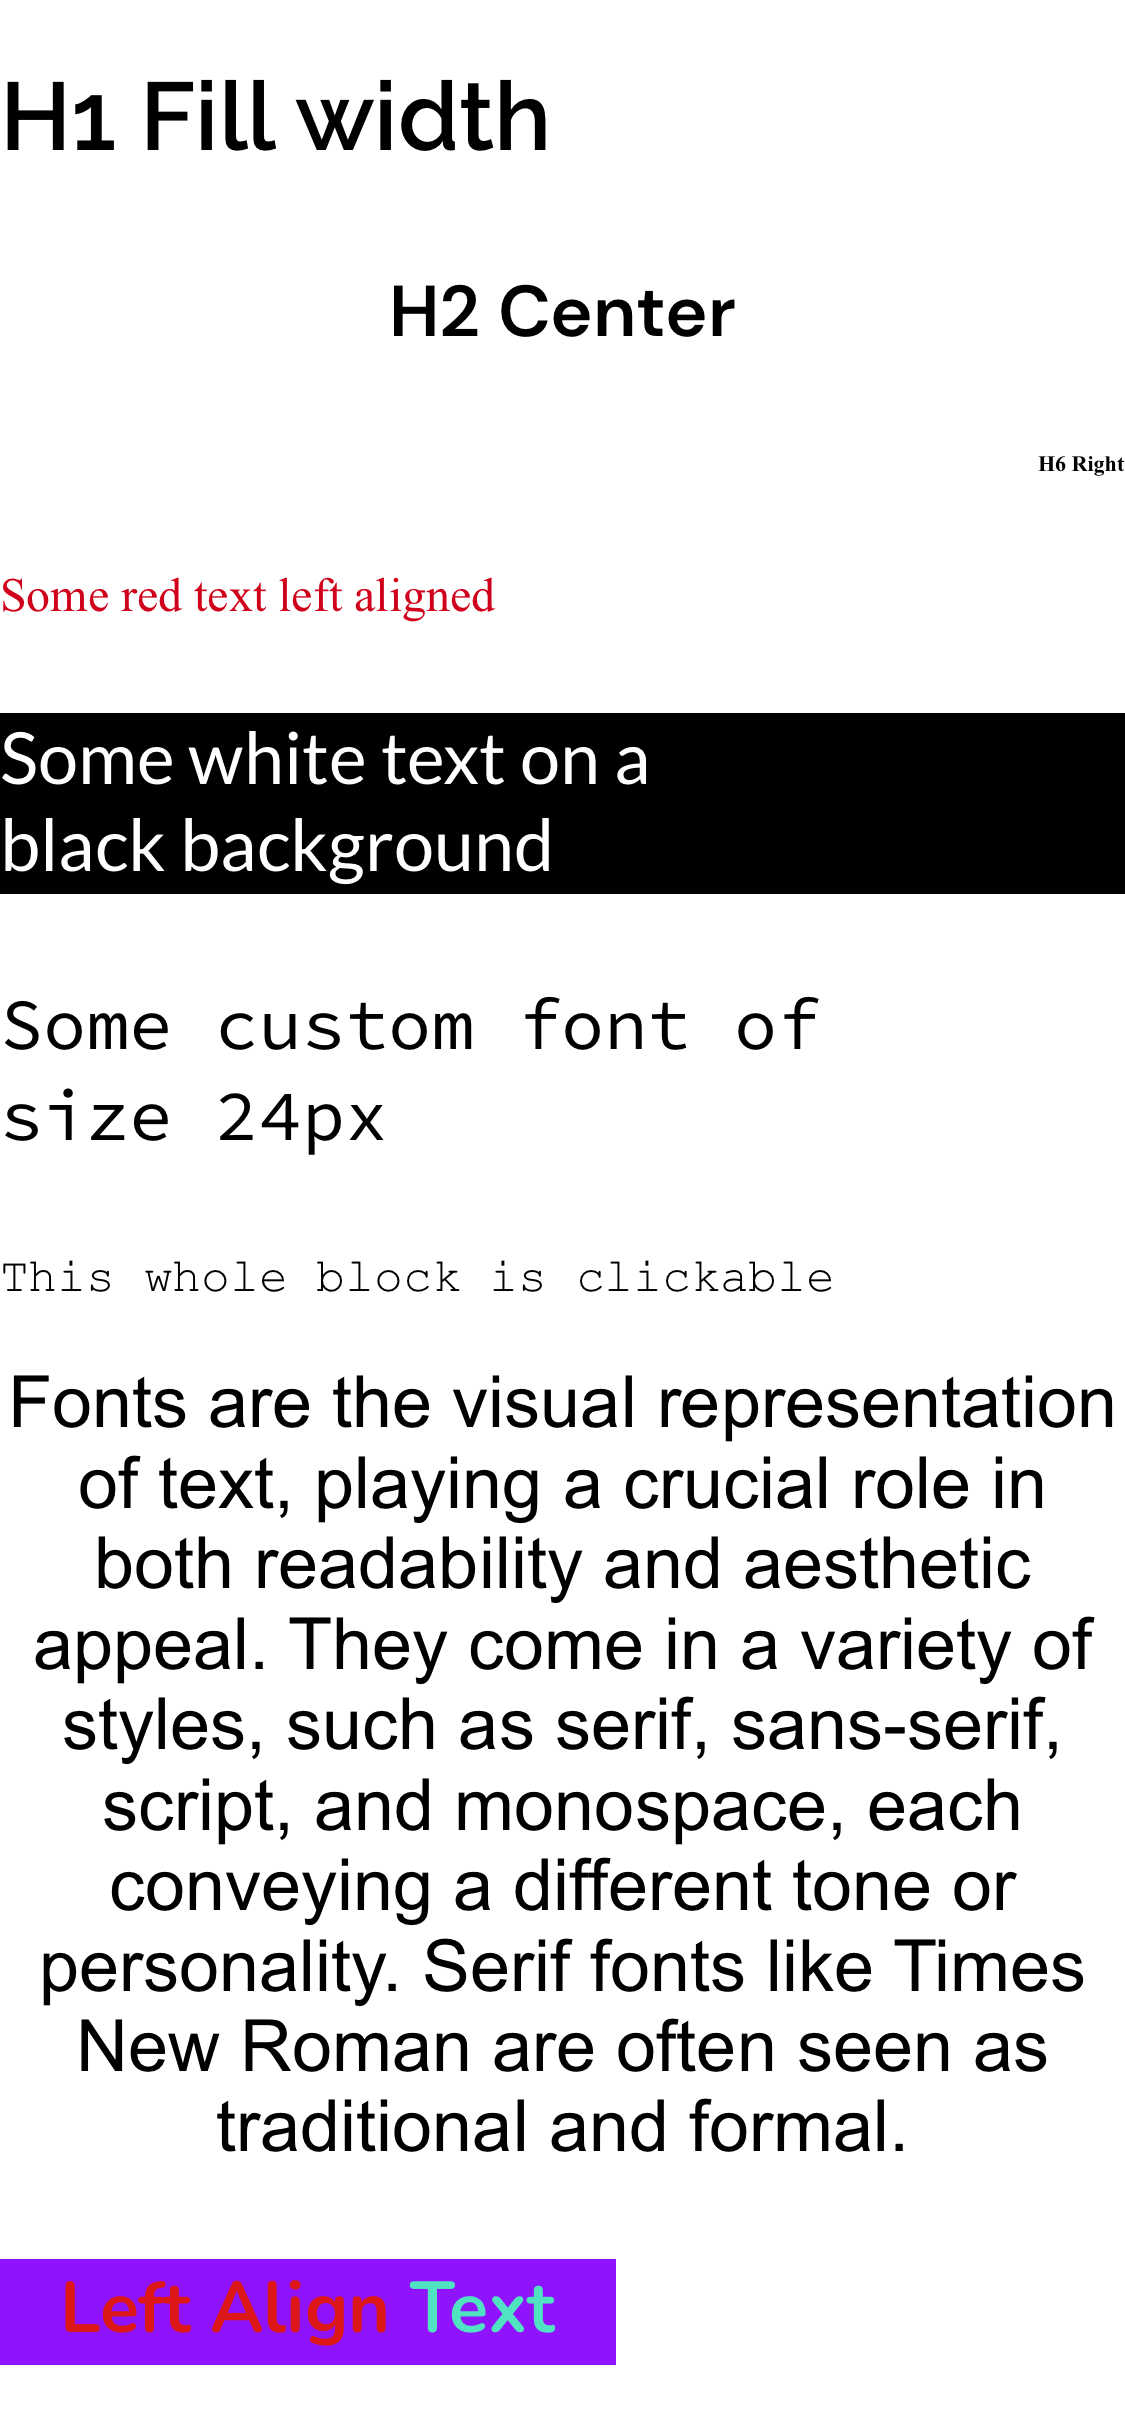 H1 Fill width
H2 Center
H6 Right
Some red text left aligned
Some white text on a
black background
Some custom font of
size 24px
This whole block is clickable
Fonts are the visual representation
of text, playing a crucial role in
both readability and aesthetic
appeal. They come in a variety of
styles, such as serif, sans-serif,
script, and monospace, each
conveying a different tone or
personality. Serif fonts like Times
New Roman are often seen as
traditional and formal.
Left Align Text